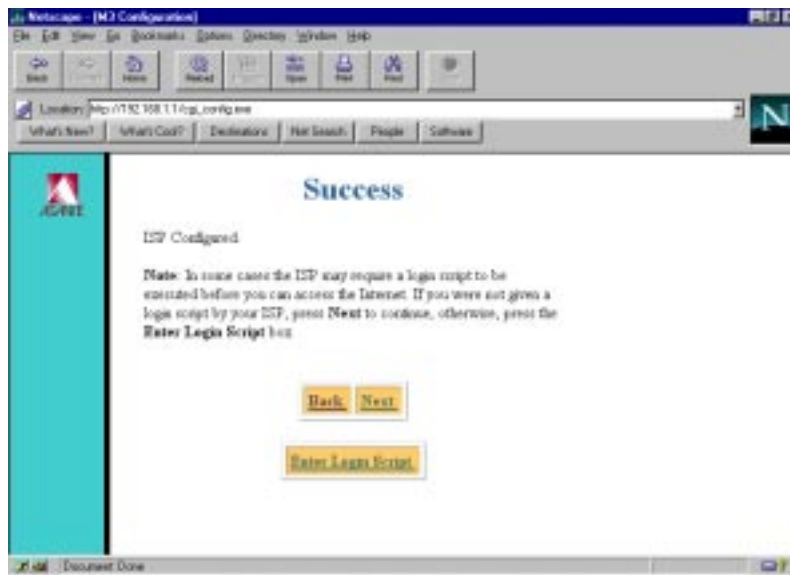 Netscape - [M3 Configuration]
File Edit View Go Bookmarks Options Directory Window Help
Back Home Reload Open Print Find
Location: http://192.168.1.1/cgi_config.exe
What's New? What's Cool? Destinations Net Search People Software
ASANTE
Success
ISP Configured
Note: In some cases the ISP may require a login script to be
executed before you can access the Internet. If you were not given a
login script by your ISP, press Next to continue, otherwise, press the
Enter Login Script box
Back Next
Enter Login Script
Document Done